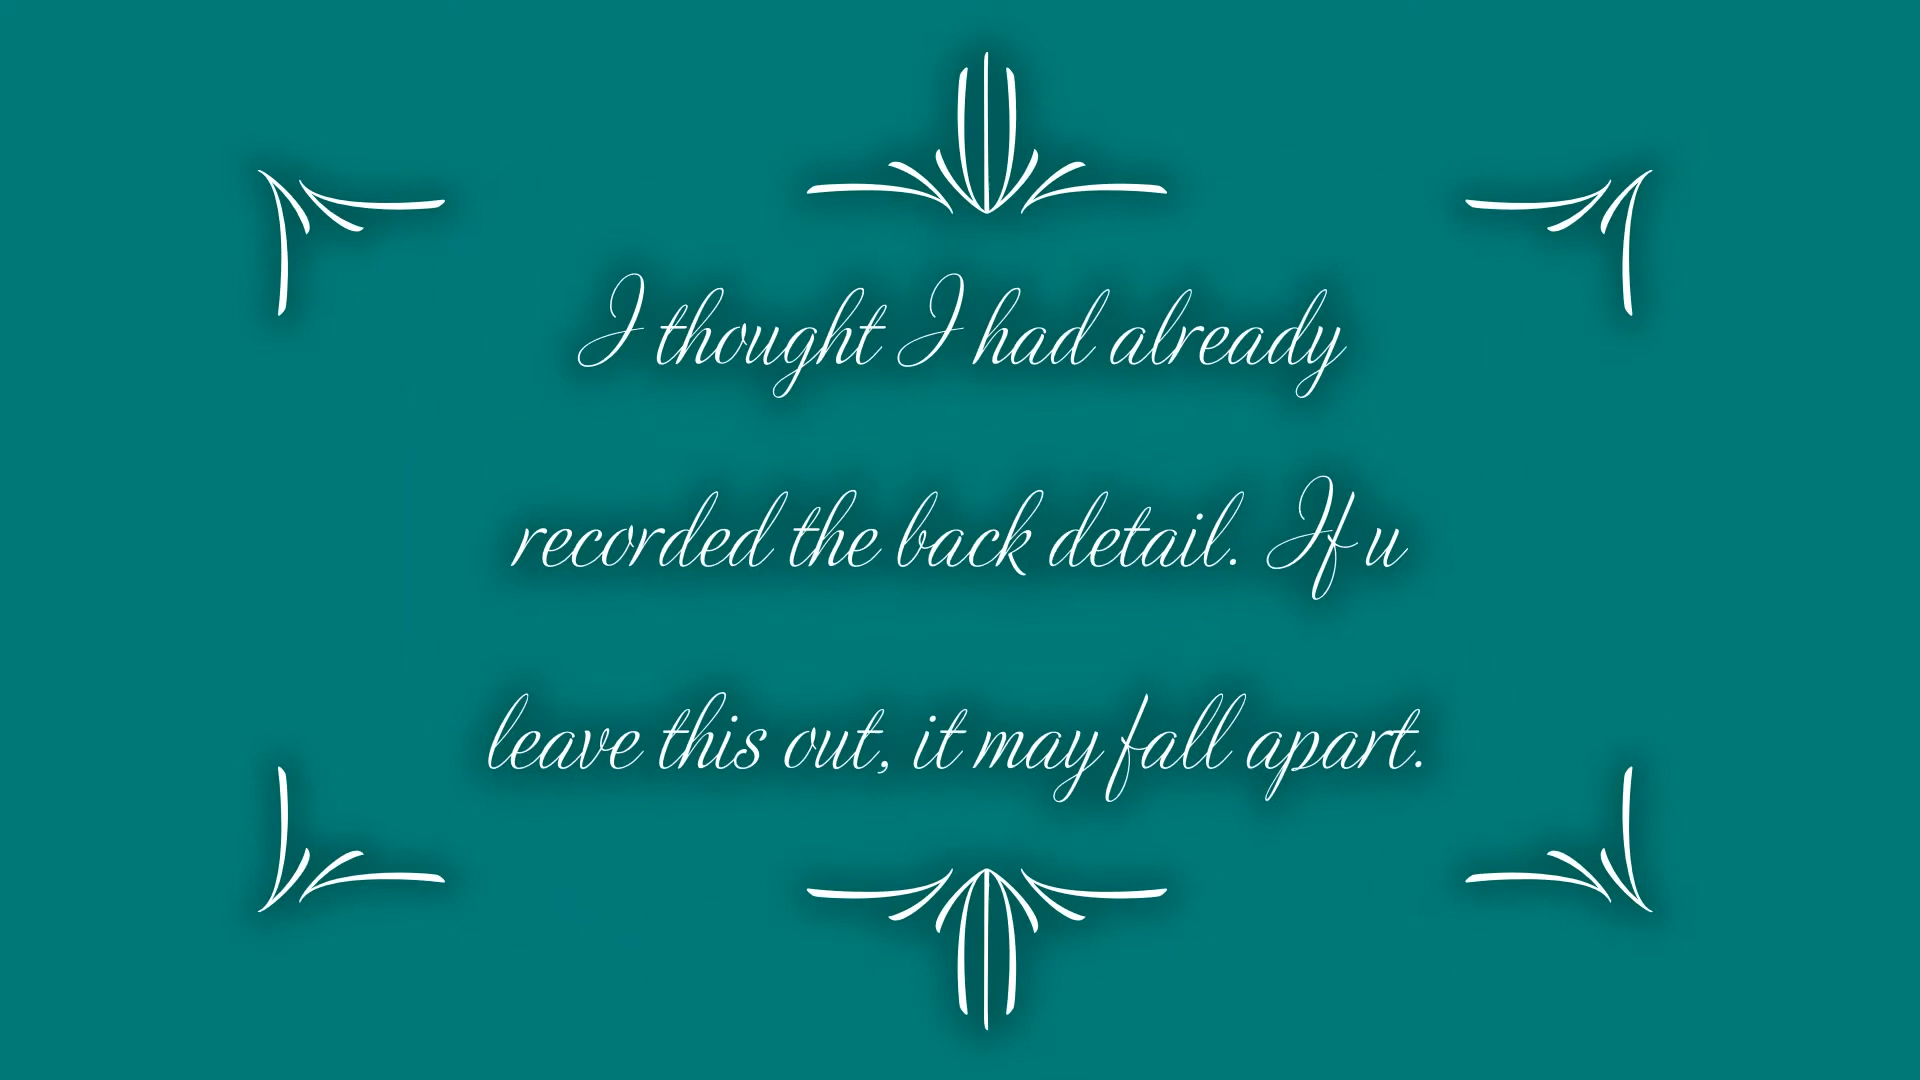 I thought I had already
recorded the back detail. If u
leave this out, it may fall apart.